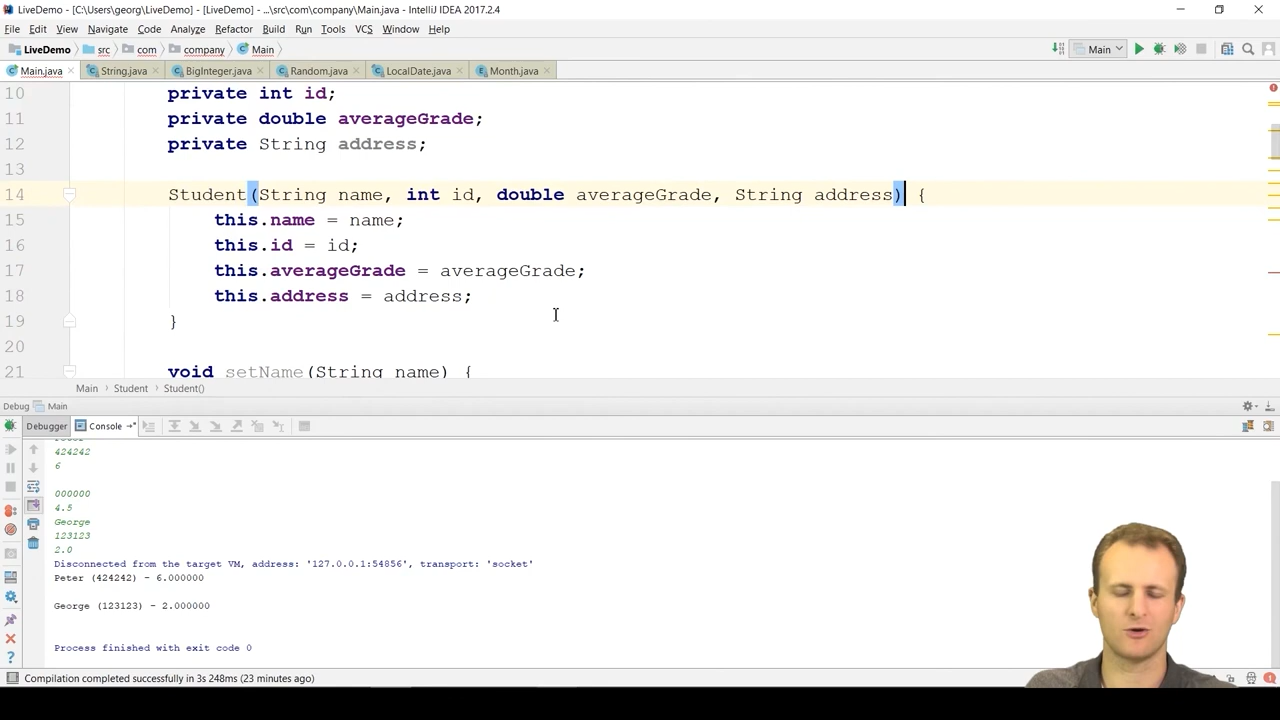 LiveDemo - [C:\Users\georg\LiveDemo] - [LiveDemo] - ...\src\com\company\Main.java - IntelliJ IDEA 2017.2.4
File Edit View Navigate Code Analyze Refactor Build Run Tools VCS Window Help
LiveDemo src com company Main Main
Main.java String.java BigInteger.java Random.java LocalDate.java Month.java
10 private int id;
11 private double averageGrade;
12 private String address;
13
14 Student(String name, int id, double averageGrade, String address) {
15 this.name = name;
16 this.id = id;
17 this.averageGrade = averageGrade;
18 this.address = address;
19 }
20
21 void setName(String name) {
Main Student Student()
Debug Main
Debugger Console
424242
6
000000
4.5
George
123123
2.0
Disconnected from the target VM, address: '127.0.0.1:54856', transport: 'socket'
Peter (424242) - 6.000000
George (123123) - 2.000000
Process finished with exit code 0
Compilation completed successfully in 3s 248ms (23 minutes ago)